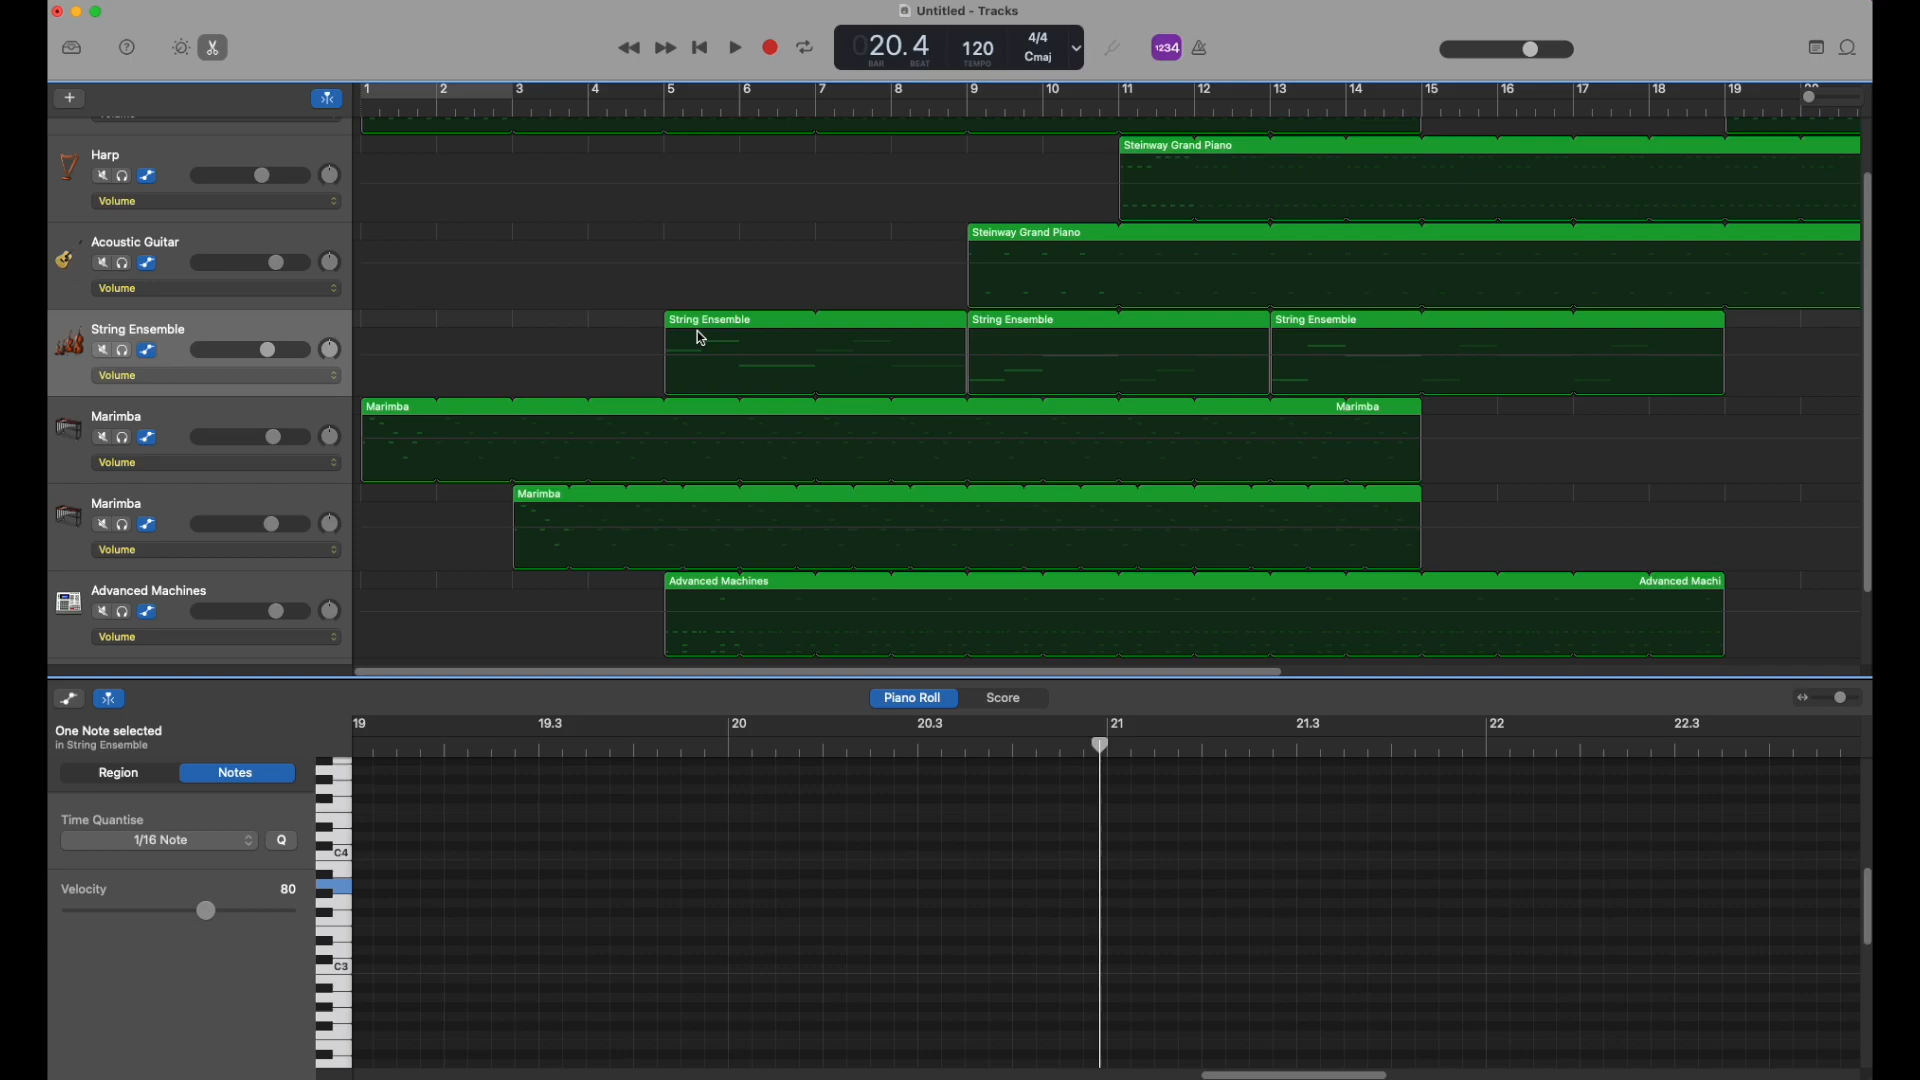 Untitled - Tracks
020.4
BAR BEAT
120
TEMPO
4/4
Cmaj
1234
1 2 3 4 5 6 7 8 9 10 11 12 13 14 15 16 17 18 19
Harp
Volume
Steinway Grand Piano
Acoustic Guitar
Volume
Steinway Grand Piano
String Ensemble
Volume
String Ensemble
String Ensemble
String Ensemble
Marimba
Volume
Marimba
Marimba
Marimba
Volume
Marimba
Advanced Machines
Volume
Advanced Machines
Advanced Machi
Piano Roll
Score
One Note selected
in String Ensemble
Region
Notes
19 19.3 20 20.3 21 21.3 22 22.3
Time Quantise
1/16 Note
Q
Velocity
80
C4
C3